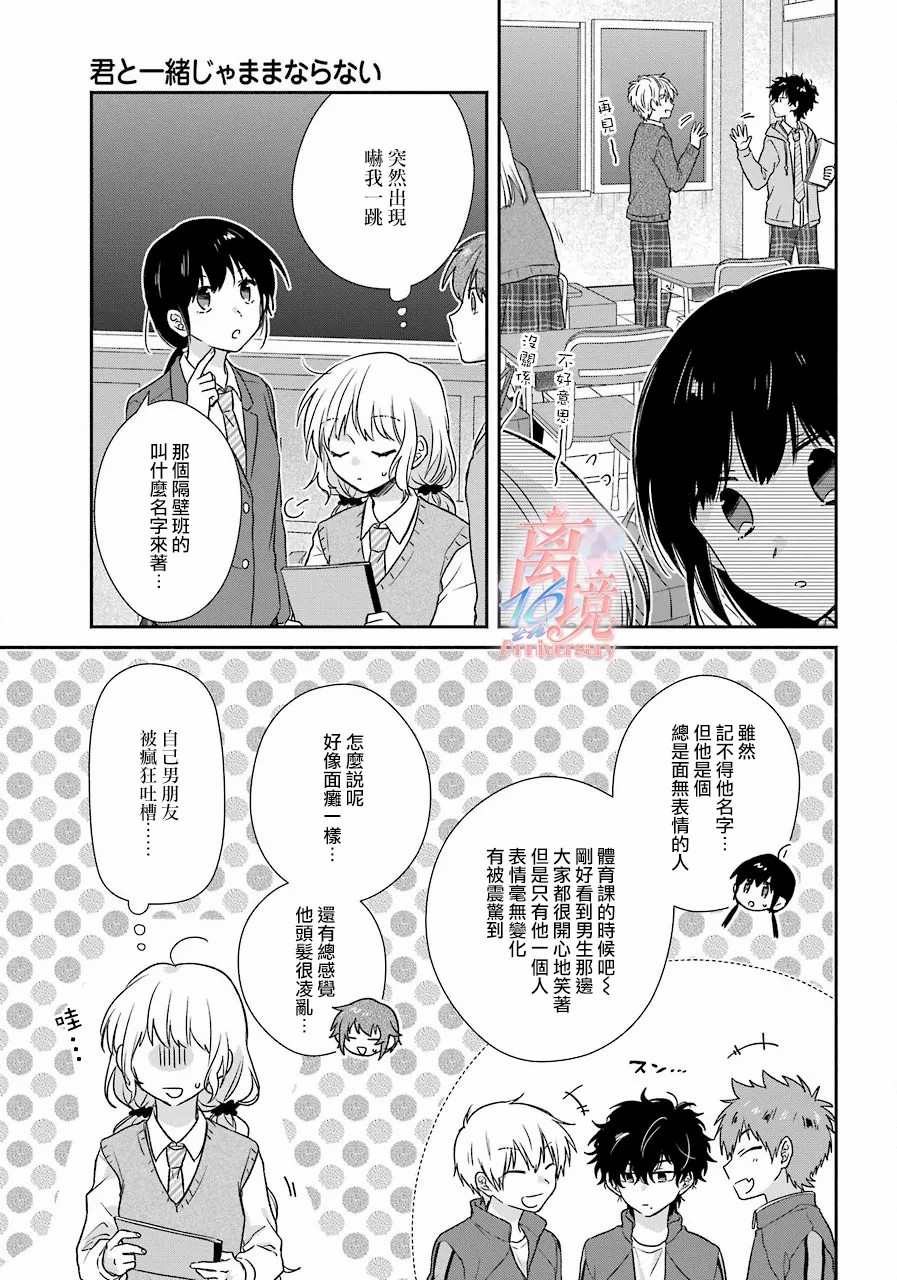 君と一緒じゃままならない
再見～
不好意思
沒關係
突然出現
嚇我一跳
那個隔壁班的
叫什麼名字來著…
離境
16th
Anniversary
雖然
記不得他名字…
但他是個
總是面無表情的人
體育課的時候吧～
剛好看到男生那邊
大家都很開心地笑著
但是只有他一個人
表情毫無變化
有被震驚到
スン…
怎麼說呢
好像面癱一樣…
還有總感覺
他頭髮很凌亂…
自己男朋友
被瘋狂吐槽……
哇…